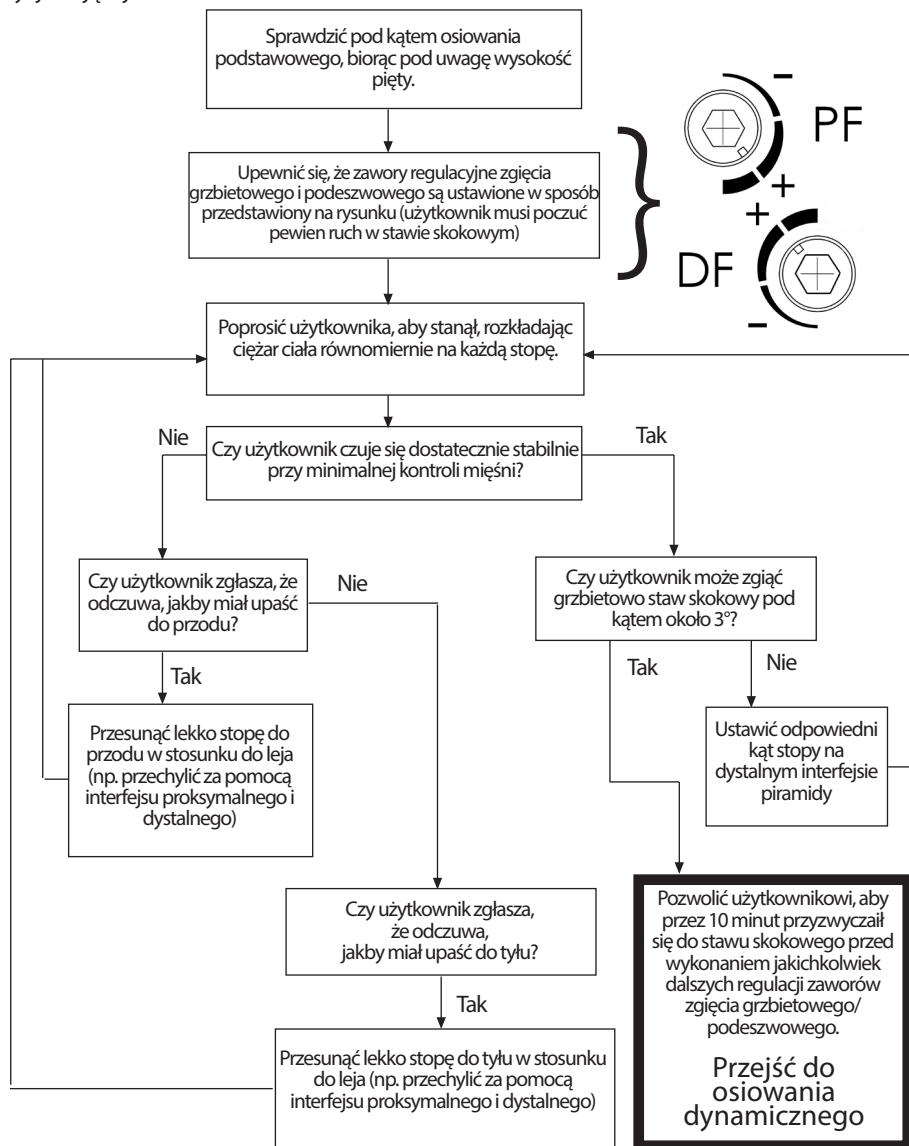 Sprawdzić pod kątem osiowania
podstawowego, biorąc pod uwagę wysokość
pięty.
Upewnić się, że zawory regulacyjne zgięcia
grzbietowego i podeszwowego są ustawione w sposób
przedstawiony na rysunku (użytkownik musi poczuć
pewien ruch w stawie skokowym)
-
PF
+
+
DF
-
Poprosić użytkownika, aby stanął, rozkładając
ciężar ciała równomiernie na każdą stopę.
Nie
Czy użytkownik czuje się dostatecznie stabilnie
przy minimalnej kontroli mięśni?
Tak
Czy użytkownik zgłasza, że
odczuwa, jakby miał upaść
do przodu?
Nie
Tak
Przesunąć lekko stopę do
przodu w stosunku do leja
(np. przechylić za pomocą
interfejsu proksymalnego i
dystalnego)
Czy użytkownik może zgiąć
grzbietowo staw skokowy pod
kątem około 3°?
Tak
Nie
Ustawić odpowiedni
kąt stopy na
dystalnym interfejsie
piramidy
Czy użytkownik zgłasza,
że odczuwa,
jakby miał upaść do tyłu?
Tak
Przesunąć lekko stopę do tyłu w stosunku
do leja (np. przechylić za pomocą
interfejsu proksymalnego i dystalnego)
Pozwolić użytkownikowi, aby
przez 10 minut przyzwyczaił
się do stawu skokowego przed
wykonaniem jakichkolwiek
dalszych regulacji zaworów
zgięcia grzbietowego/
podeszwowego.
Przejść do
osiowania
dynamicznego